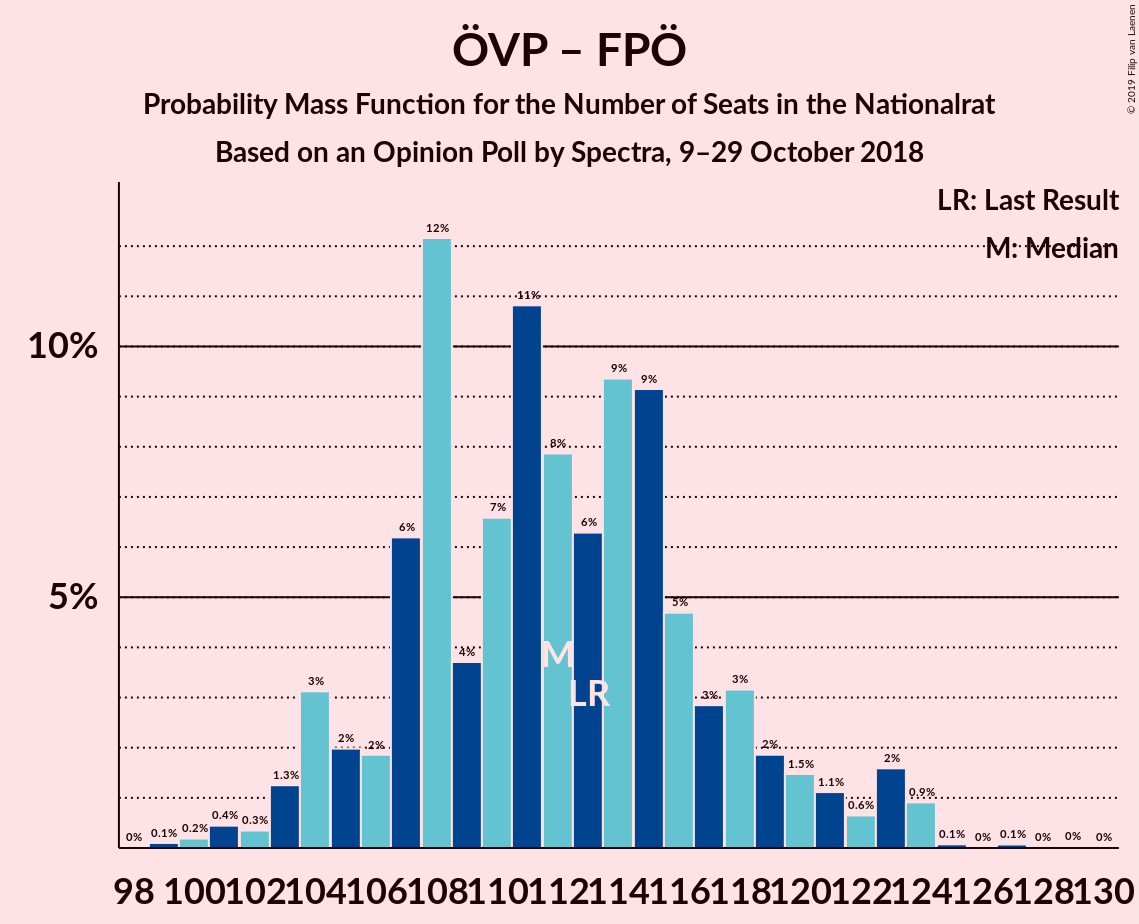 ÖVP – FPÖ
Probability Mass Function for the Number of Seats in the Nationalrat
Based on an Opinion Poll by Spectra, 9–29 October 2018
© 2019 Filip van Laenen
LR: Last Result
M: Median
10%
5%
0% 0.1% 0.2% 0.4% 0.3% 1.3% 3% 2% 2% 6% 12% 4% 7% 11% 8% 6% 9% 9% 5% 3% 3% 2% 1.5% 1.1% 0.6% 2% 0.9% 0.1% 0% 0.1% 0% 0% 0%
M
LR
98 100 102 104 106 108 110 112 114 116 118 120 122 124 126 128 130